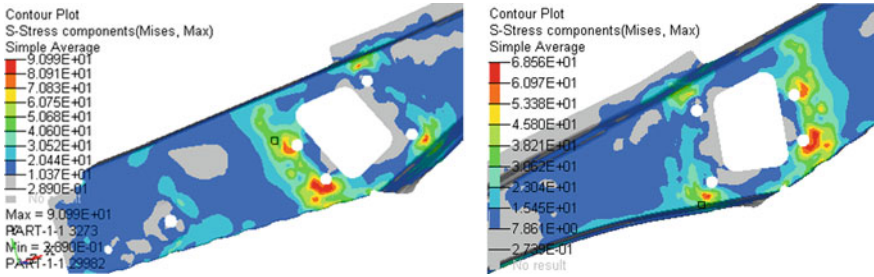 Contour Plot
S-Stress components(Mises, Max)
Simple Average
9.099E+01
8.091E+01
7.083E+01
6.075E+01
5.068E+01
4.060E+01
3.052E+01
2.044E+01
1.037E+01
2.890E-01
No result
Max = 9.099E+01
PART-1-1 3273
Min = 2.890E-01
PART-1-1 29982
Contour Plot
S-Stress components(Mises, Max)
Simple Average
6.856E+01
6.097E+01
5.338E+01
4.580E+01
3.821E+01
3.062E+01
2.304E+01
1.545E+01
7.861E+00
2.739E-01
No result